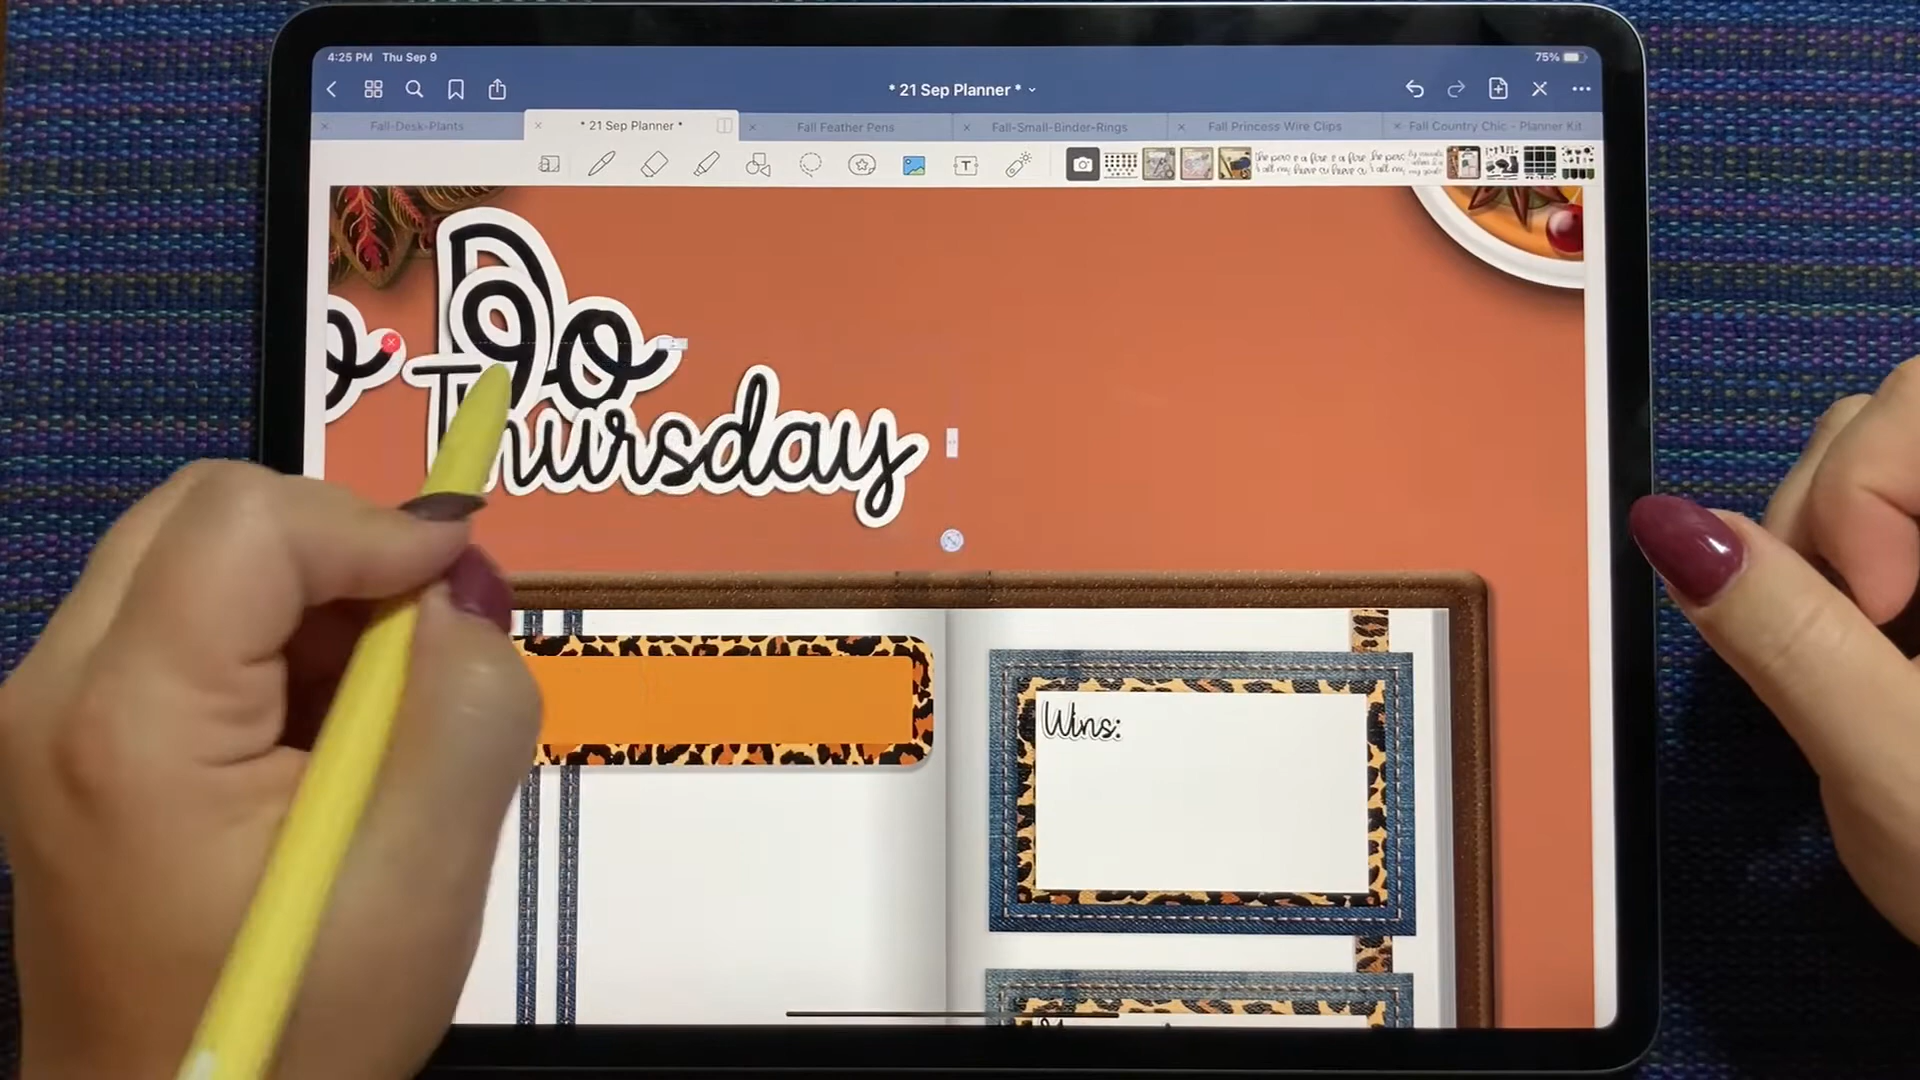 4:25 PM Thu Sep 9
75%
* 21 Sep Planner *
Fall-Desk-Plants
* 21 Sep Planner *
Fall Feather Pens
Fall-Small-Binder-Rings
Fall Princess Wire Clips
Fall Country Chic - Planner Kit
T
Do
Thursday
Wins: